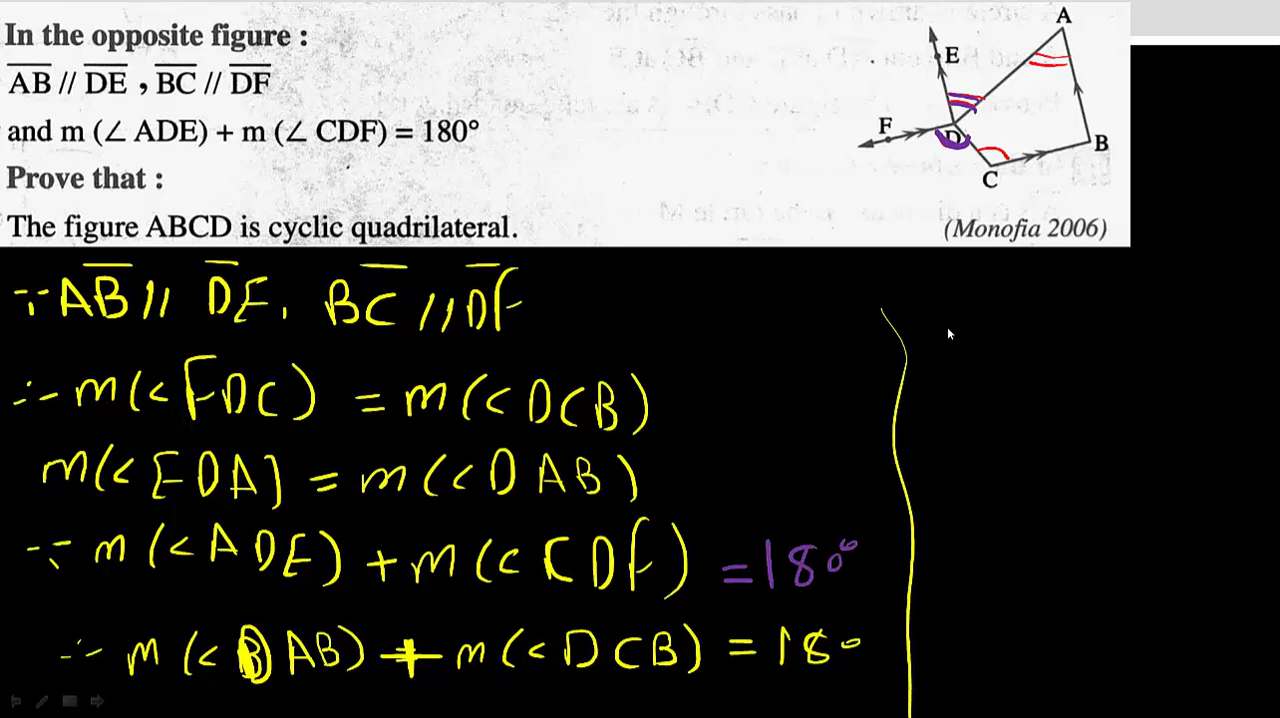 In the opposite figure :
AB // DE , BC // DF
and m (∠ ADE) + m (∠ CDF) = 180°
Prove that :
The figure ABCD is cyclic quadrilateral.
(Monofia 2006)
A
E
F
D
B
C
∵ AB // DE, BC // DF
∴ m(< FDC) = m(< DCB)
m(< EDA) = m(< DAB)
∵ m(< ADE) + m(< CDF) = 180°
∴ m(< DAB) + m(< DCB) = 180